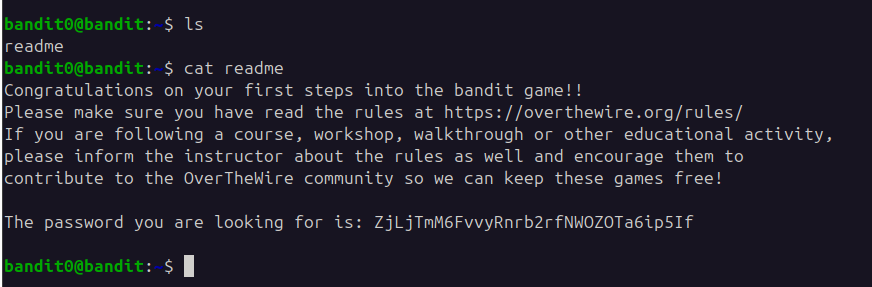 bandit0@bandit:~$ ls
readme
bandit0@bandit:~$ cat readme
Congratulations on your first steps into the bandit game!!
Please make sure you have read the rules at https://overthewire.org/rules/
If you are following a course, workshop, walkthrough or other educational activity,
please inform the instructor about the rules as well and encourage them to
contribute to the OverTheWire community so we can keep these games free!
The password you are looking for is: ZjLjTmM6FvvyRnrb2rfNWOZOTa6ip5If
bandit0@bandit:~$